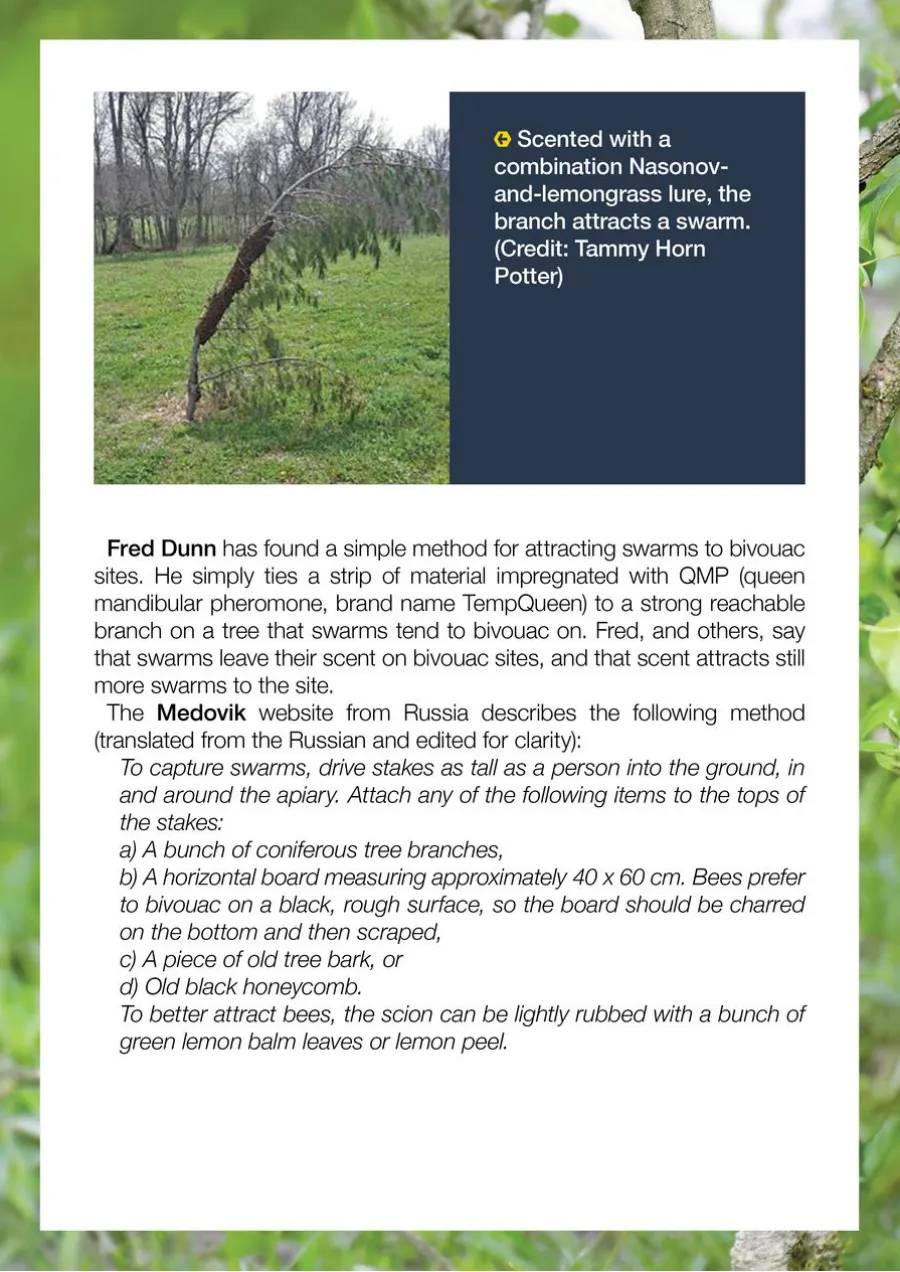 Scented with a
combination Nasonov-
and-lemongrass lure, the
branch attracts a swarm.
(Credit: Tammy Horn
Potter)
Fred Dunn has found a simple method for attracting swarms to bivouac
sites. He simply ties a strip of material impregnated with QMP (queen
mandibular pheromone, brand name TempQueen) to a strong reachable
branch on a tree that swarms tend to bivouac on. Fred, and others, say
that swarms leave their scent on bivouac sites, and that scent attracts still
more swarms to the site.
The Medovik website from Russia describes the following method
(translated from the Russian and edited for clarity):
To capture swarms, drive stakes as tall as a person into the ground, in
and around the apiary. Attach any of the following items to the tops of
the stakes:
a) A bunch of coniferous tree branches,
b) A horizontal board measuring approximately 40 x 60 cm. Bees prefer
to bivouac on a black, rough surface, so the board should be charred
on the bottom and then scraped,
c) A piece of old tree bark, or
d) Old black honeycomb.
To better attract bees, the scion can be lightly rubbed with a bunch of
green lemon balm leaves or lemon peel.